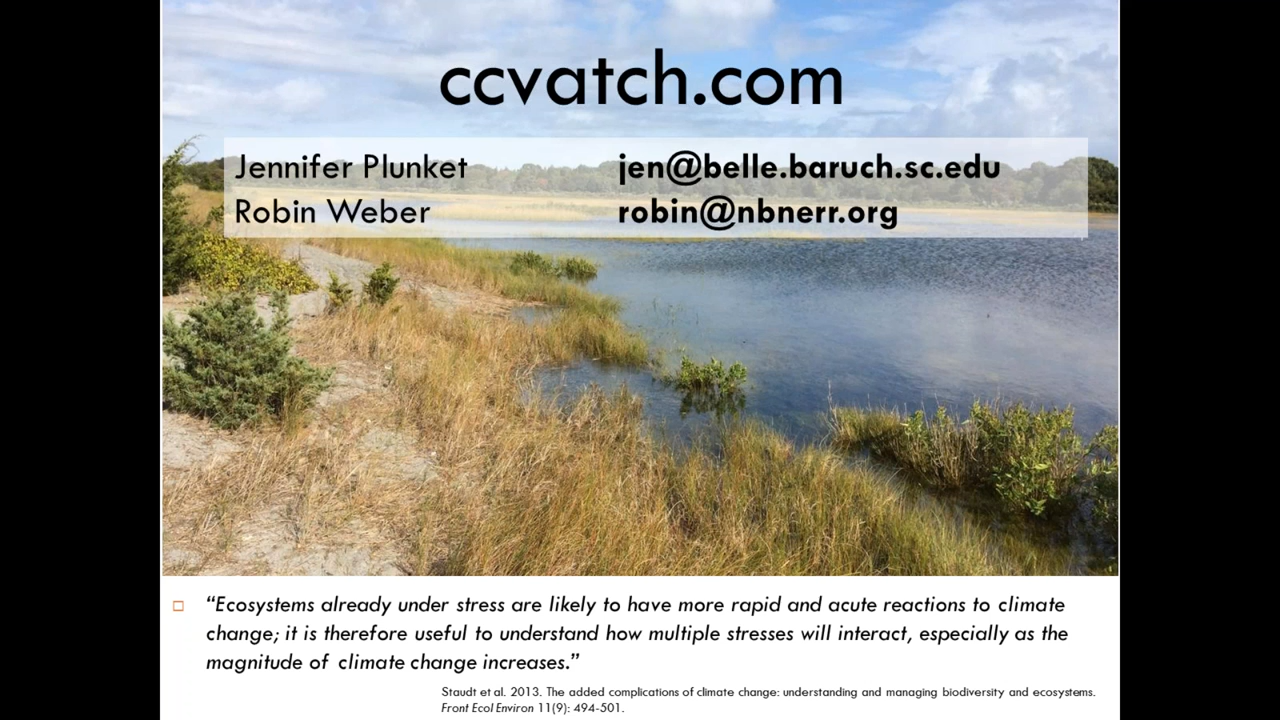 ccvatch.com
Jennifer Plunket jen@belle.baruch.sc.edu
Robin Weber robin@nbnerr.org
“Ecosystems already under stress are likely to have more rapid and acute reactions to climate
change; it is therefore useful to understand how multiple stresses will interact, especially as the
magnitude of climate change increases.”
Staudt et al. 2013. The added complications of climate change: understanding and managing biodiversity and ecosystems.
Front Ecol Environ 11(9): 494-501.